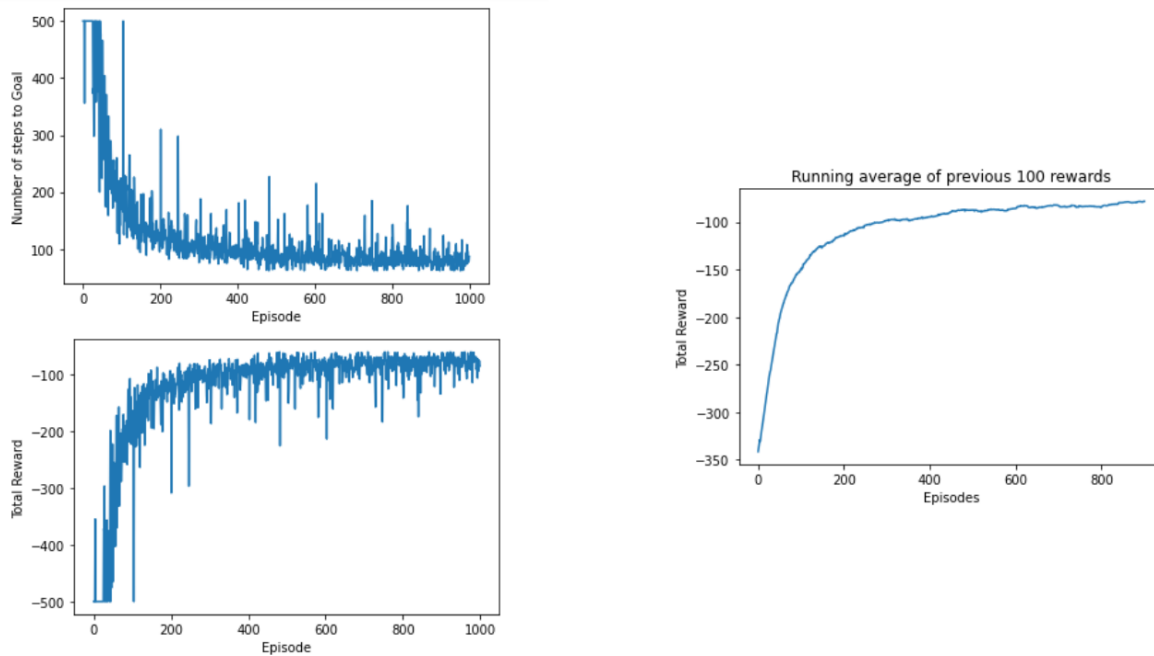 500
400
300
200
100
Number of steps to Goal
0 200 400 600 800 1000
Episode
−100
−200
−300
−400
−500
Total Reward
0 200 400 600 800 1000
Episode
Running average of previous 100 rewards
−100
−150
−200
−250
−300
−350
Total Reward
0 200 400 600 800
Episodes